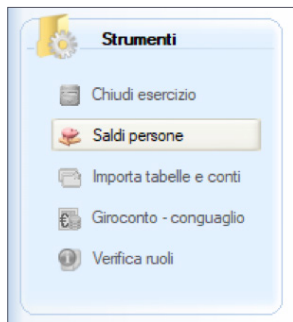 Strumenti
Chiudi esercizio
Saldi persone
Importa tabelle e conti
Giroconto - conguaglio
Verifica ruoli